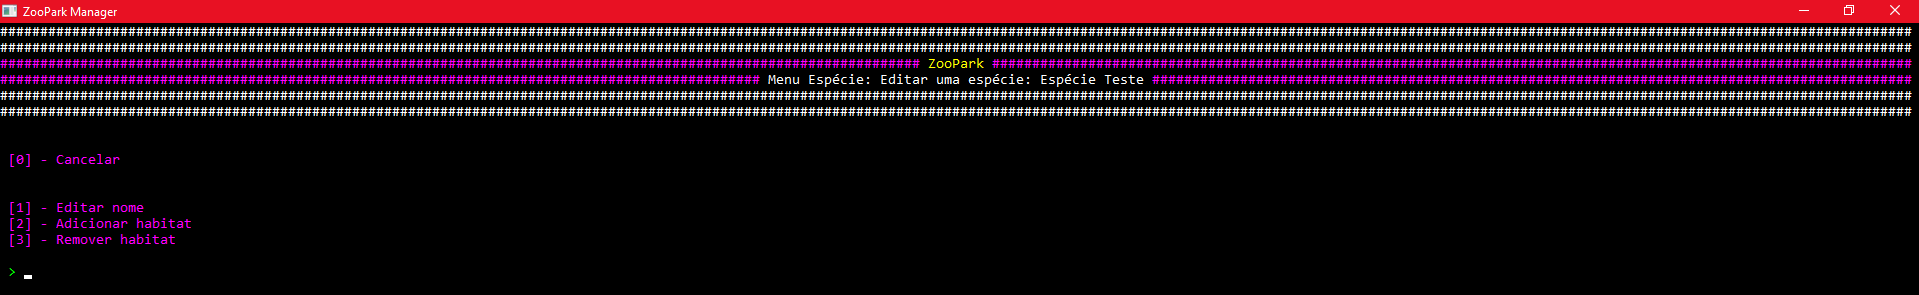 ZooPark Manager
################################################################################################################################################################################################################################################
################################################################################################################################################################################################################################################
################################################################################################################### ZooPark ###################################################################################################################
############################################################################################### Menu Espécie: Editar uma espécie: Espécie Teste ###############################################################################################
################################################################################################################################################################################################################################################
################################################################################################################################################################################################################################################
[0] - Cancelar
[1] - Editar nome
[2] - Adicionar habitat
[3] - Remover habitat
>